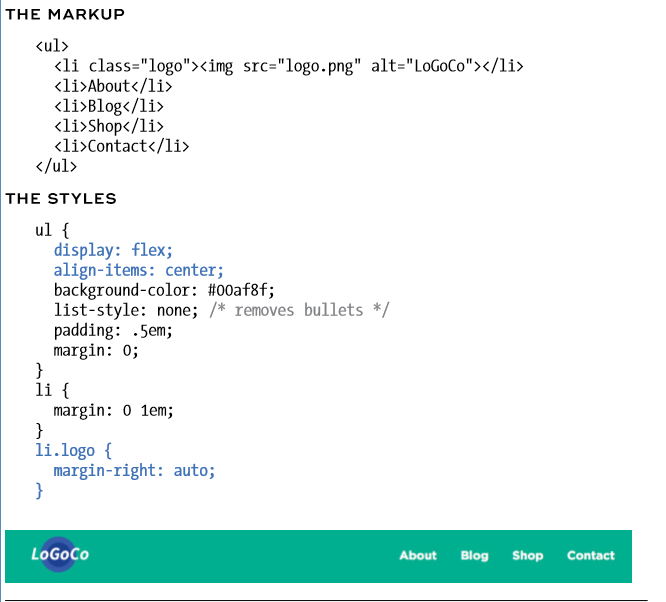 THE MARKUP
<ul>
<li class="logo"><img src="logo.png" alt="LoGoCo"></li>
<li>About</li>
<li>Blog</li>
<li>Shop</li>
<li>Contact</li>
</ul>
THE STYLES
ul {
display: flex;
align-items: center;
background-color: #00af8f;
list-style: none; /* removes bullets */
padding: .5em;
margin: 0;
}
li {
margin: 0 1em;
}
li.logo {
margin-right: auto;
}
LoGoCo About Blog Shop Contact